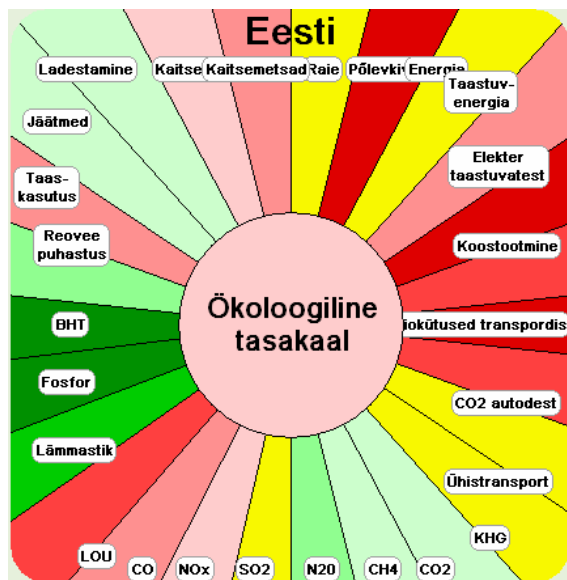 Eesti
Ladestamine
Kaitse
Kaitsemetsad
Raie
Põlevkivi
Energia
Taastuv-
energia
Jäätmed
Elekter
taastuvatest
Taas-
kasutus
Reovee
puhastus
Koostootmine
Ökoloogiline
tasakaal
BHT
iokütused transpordis
Fosfor
CO2 autodest
Lämmastik
Ühistransport
KHG
LOU
CO
NOx
SO2
N20
CH4
CO2